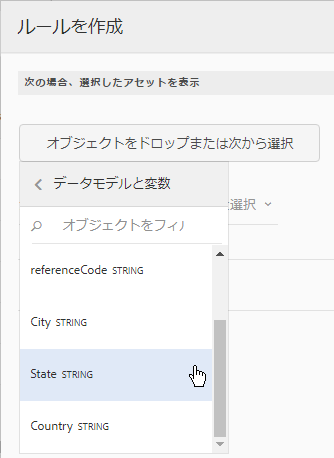 ルールを作成
次の場合、選択したアセットを表示
オブジェクトをドロップまたは次から選択
データモデルと変数
オブジェクトをフィル
選択
referenceCode STRING
City STRING
State STRING
Country STRING